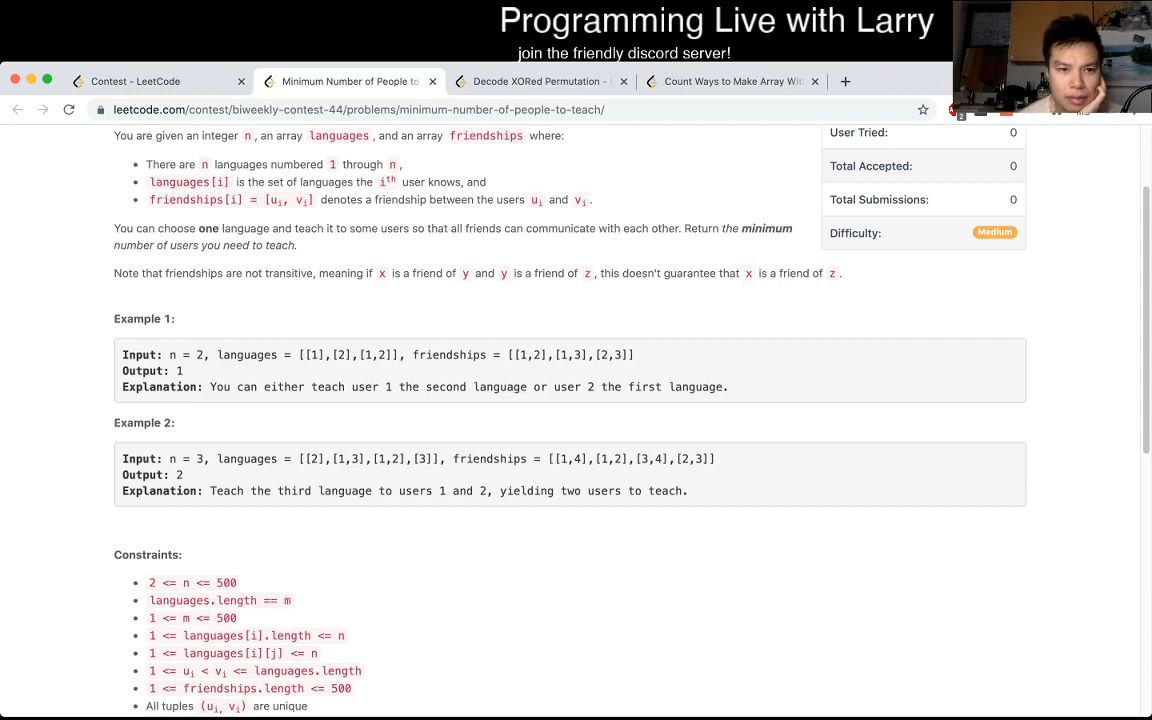 Programming Live with Larry
join the friendly discord server!
Contest - LeetCode
Minimum Number of People to
Decode XORed Permutation -
Count Ways to Make Array Wit
leetcode.com/contest/biweekly-contest-44/problems/minimum-number-of-people-to-teach/
2
You are given an integer n, an array languages, and an array friendships where:
• There are n languages numbered 1 through n,
• languages[i] is the set of languages the ith user knows, and
• friendships[i] = [ui, vi] denotes a friendship between the users ui and vi.
You can choose one language and teach it to some users so that all friends can communicate with each other. Return the minimum
number of users you need to teach.
Note that friendships are not transitive, meaning if x is a friend of y and y is a friend of z, this doesn't guarantee that x is a friend of z.
User Tried: 0
Total Accepted: 0
Total Submissions: 0
Difficulty: Medium
Example 1:
Input: n = 2, languages = [[1],[2],[1,2]], friendships = [[1,2],[1,3],[2,3]]
Output: 1
Explanation: You can either teach user 1 the second language or user 2 the first language.
Example 2:
Input: n = 3, languages = [[2],[1,3],[1,2],[3]], friendships = [[1,4],[1,2],[3,4],[2,3]]
Output: 2
Explanation: Teach the third language to users 1 and 2, yielding two users to teach.
Constraints:
• 2 <= n <= 500
• languages.length == m
• 1 <= m <= 500
• 1 <= languages[i].length <= n
• 1 <= languages[i][j] <= n
• 1 <= ui < vi <= languages.length
• 1 <= friendships.length <= 500
• All tuples (ui, vi) are unique